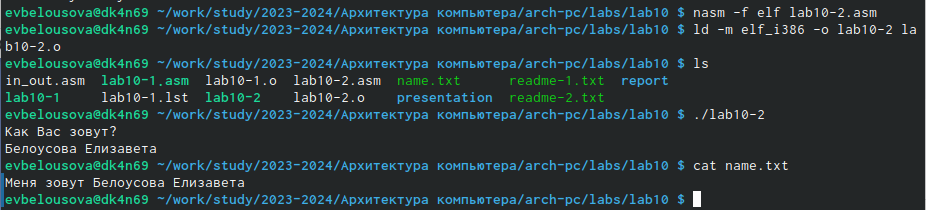 evbelousova@dk4n69 ~/work/study/2023-2024/Архитектура компьютера/arch-pc/labs/lab10 $ nasm -f elf lab10-2.asm
evbelousova@dk4n69 ~/work/study/2023-2024/Архитектура компьютера/arch-pc/labs/lab10 $ ld -m elf_i386 -o lab10-2 la
b10-2.o
evbelousova@dk4n69 ~/work/study/2023-2024/Архитектура компьютера/arch-pc/labs/lab10 $ ls
in_out.asm lab10-1.asm lab10-1.o lab10-2.asm name.txt readme-1.txt report
lab10-1 lab10-1.lst lab10-2 lab10-2.o presentation readme-2.txt
evbelousova@dk4n69 ~/work/study/2023-2024/Архитектура компьютера/arch-pc/labs/lab10 $ ./lab10-2
Как Вас зовут?
Белоусова Елизавета
evbelousova@dk4n69 ~/work/study/2023-2024/Архитектура компьютера/arch-pc/labs/lab10 $ cat name.txt
Меня зовут Белоусова Елизавета
evbelousova@dk4n69 ~/work/study/2023-2024/Архитектура компьютера/arch-pc/labs/lab10 $